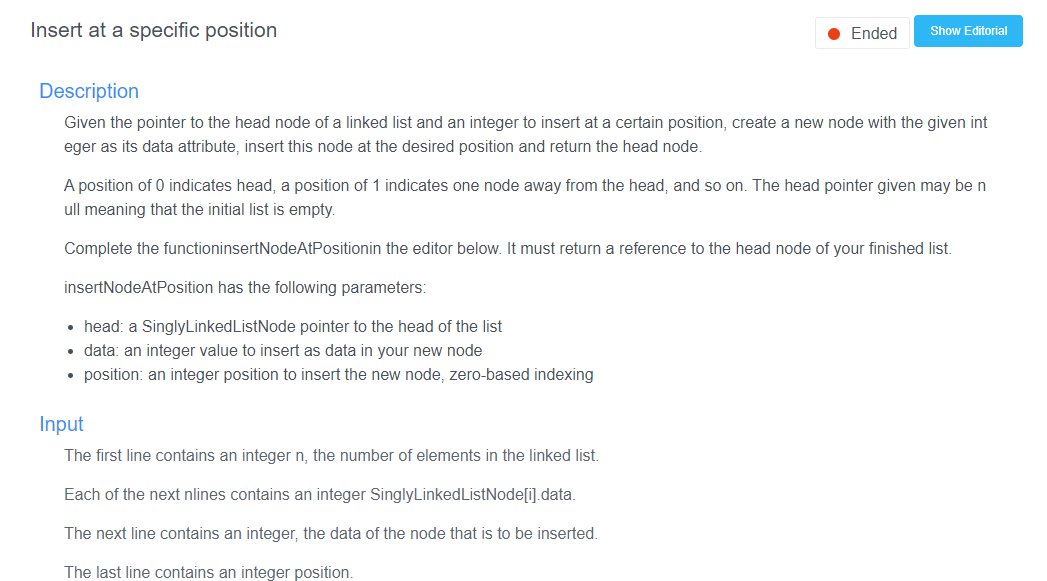 Insert at a specific position
Ended
Show Editorial
Description
Given the pointer to the head node of a linked list and an integer to insert at a certain position, create a new node with the given int
eger as its data attribute, insert this node at the desired position and return the head node.
A position of 0 indicates head, a position of 1 indicates one node away from the head, and so on. The head pointer given may be n
ull meaning that the initial list is empty.
Complete the functioninsertNodeAtPositionin the editor below. It must return a reference to the head node of your finished list.
insertNodeAtPosition has the following parameters:
• head: a SinglyLinkedListNode pointer to the head of the list
• data: an integer value to insert as data in your new node
• position: an integer position to insert the new node, zero-based indexing
Input
The first line contains an integer n, the number of elements in the linked list.
Each of the next nlines contains an integer SinglyLinkedListNode[i].data.
The next line contains an integer, the data of the node that is to be inserted.
The last line contains an integer position.